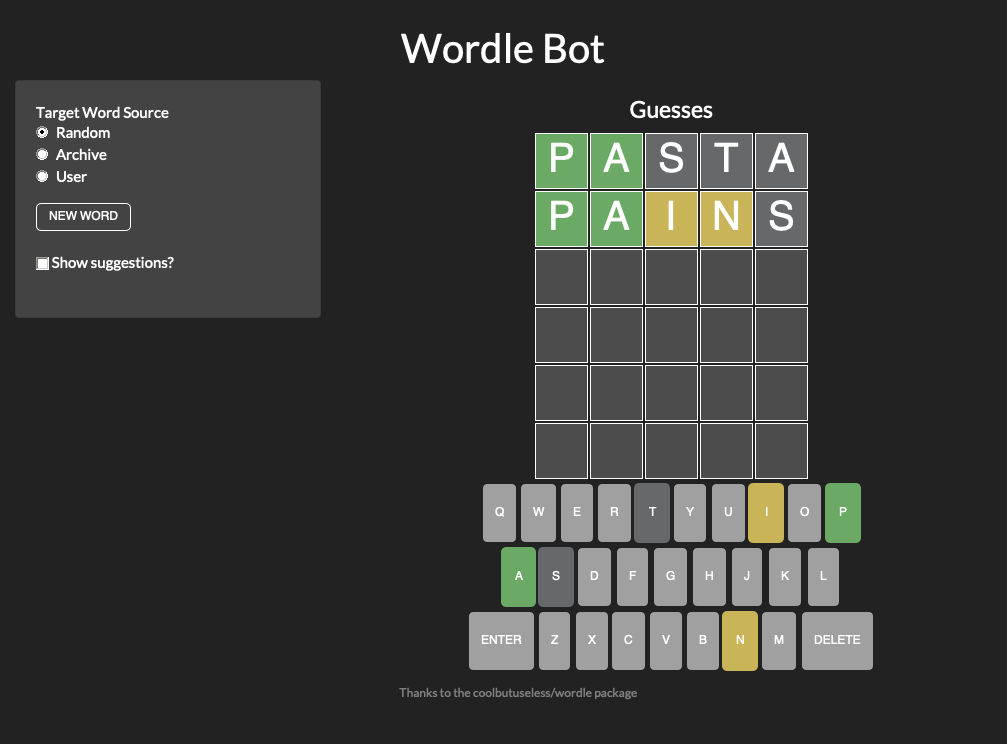 Wordle Bot
Target Word Source
Random
Archive
User
NEW WORD
Show suggestions?
Guesses
P A S T A
P A I N S
Q W E R T Y U I O P
A S D F G H J K L
ENTER Z X C V B N M DELETE
Thanks to the coolbutuseless/wordle package